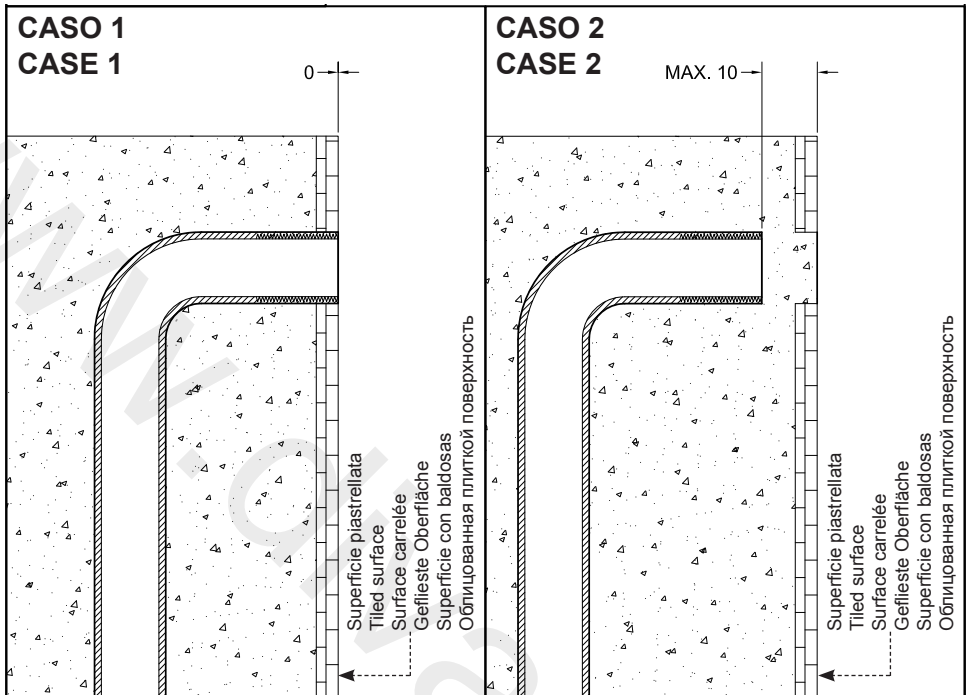 CASO 1
CASE 1
0
Superficie piastrellata
Tiled surface
Surface carrelée
Geflieste Oberfläche
Superficie con baldosas
Облицованная плиткой поверхность
CASO 2
CASE 2
MAX. 10
Superficie piastrellata
Tiled surface
Surface carrelée
Geflieste Oberfläche
Superficie con baldosas
Облицованная плиткой поверхность